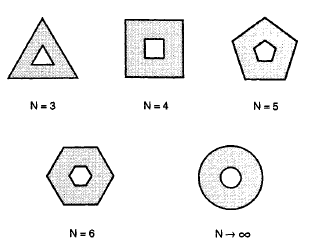 N = 3
N = 4
N = 5
N = 6
N → ∞